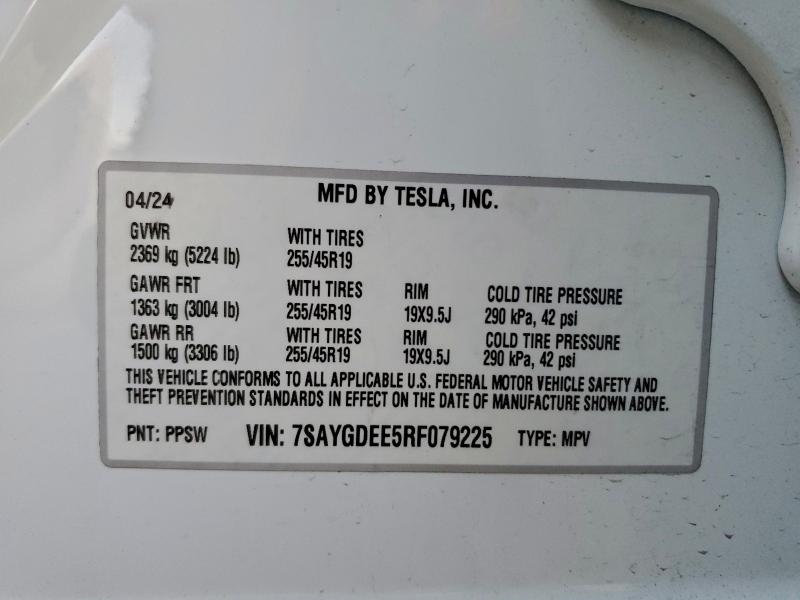 04/24 MFD BY TESLA, INC.
GVWR WITH TIRES
2369 kg (5224 lb) 255/45R19
GAWR FRT WITH TIRES RIM COLD TIRE PRESSURE
1363 kg (3004 lb) 255/45R19 19X9.5J 290 kPa, 42 psi
GAWR RR WITH TIRES RIM COLD TIRE PRESSURE
1500 kg (3306 lb) 255/45R19 19X9.5J 290 kPa, 42 psi
THIS VEHICLE CONFORMS TO ALL APPLICABLE U.S. FEDERAL MOTOR VEHICLE SAFETY AND
THEFT PREVENTION STANDARDS IN EFFECT ON THE DATE OF MANUFACTURE SHOWN ABOVE.
PNT: PPSW VIN: 7SAYGDEE5RF079225 TYPE: MPV